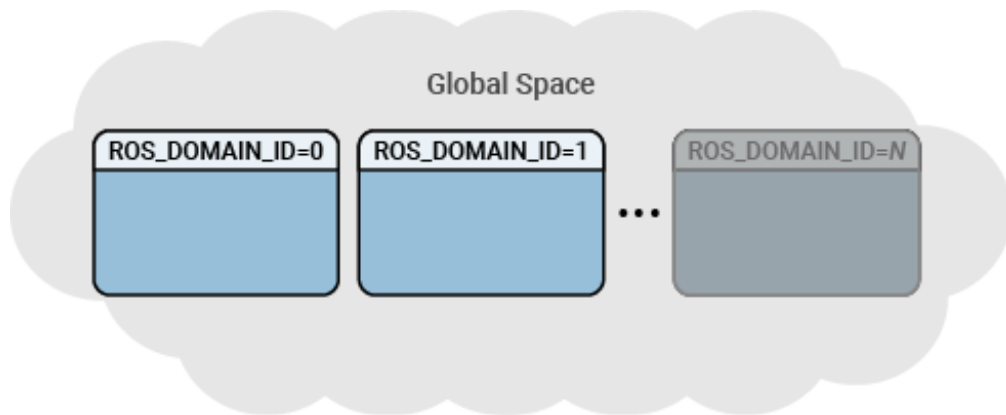 Global Space
ROS_DOMAIN_ID=0
ROS_DOMAIN_ID=1
...
ROS_DOMAIN_ID=N